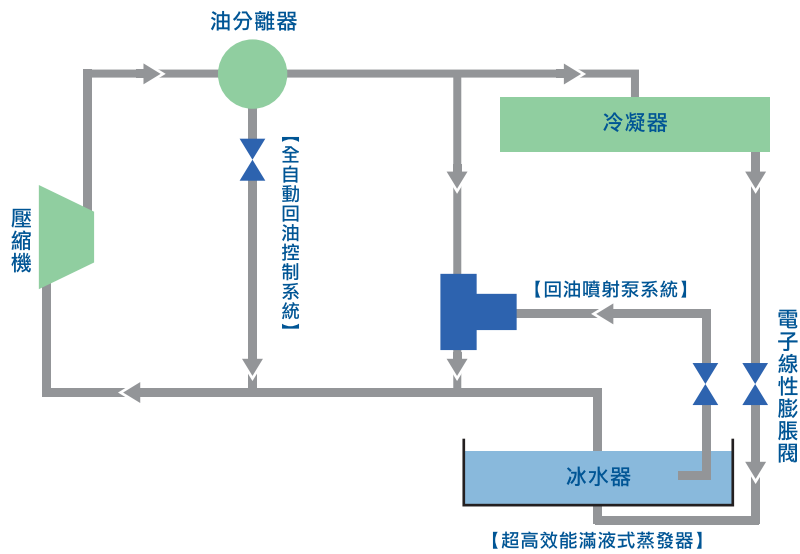 油分離器
冷凝器
【全自動回油控制系統】
壓縮機
【回油噴射泵系統】
電子線性膨脹閥
冰水器
【超高效能滿液式蒸發器】